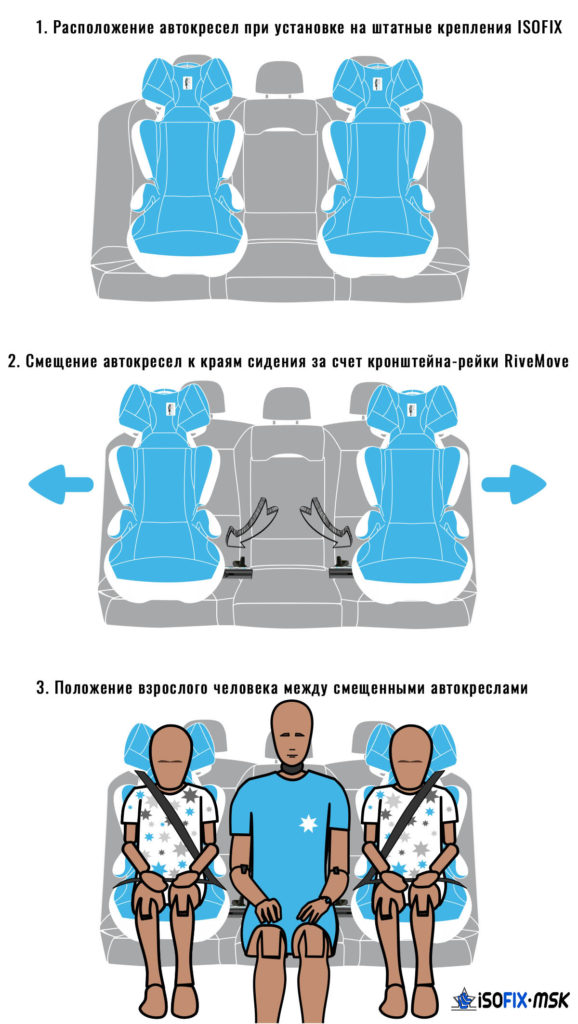 1. Расположение автокресел при установке на штатные крепления ISOFIX
2. Смещение автокресел к краям сидения за счет кронштейна-рейки RiveMove
3. Положение взрослого человека между смещенными автокреслами
iSOFIX·MSK